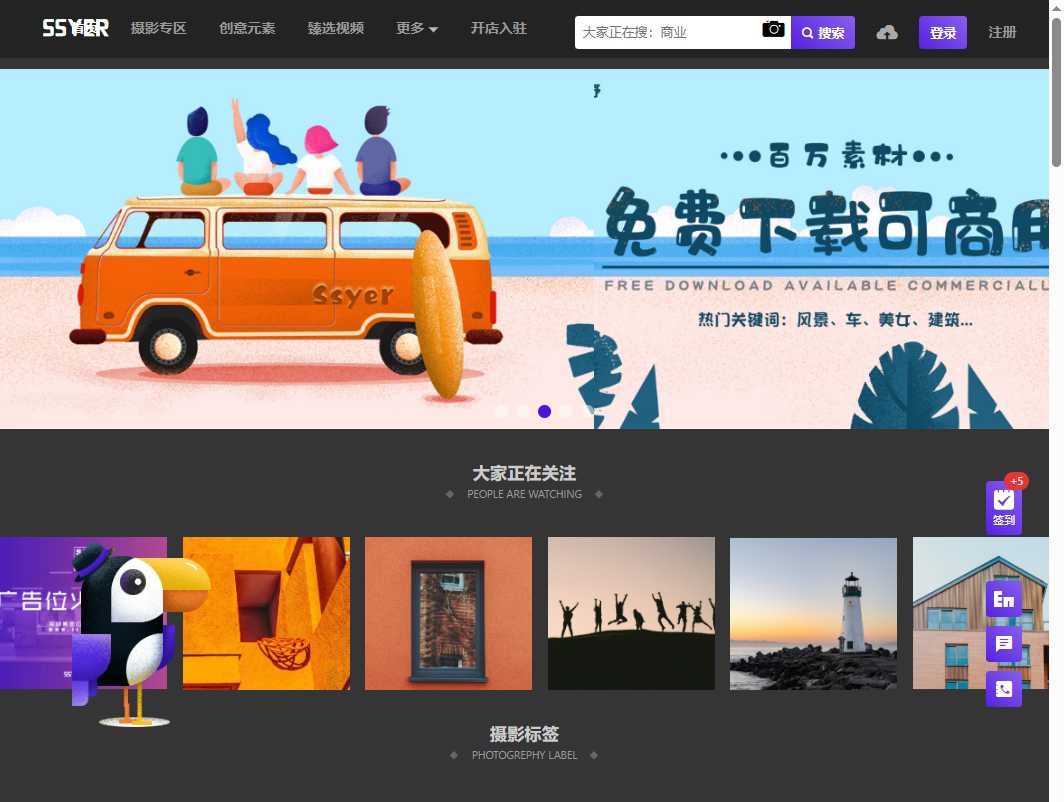 SSYER
首页 摄影专区 创意元素 臻选视频 更多 开店入驻
大家正在搜：商业
搜索
登录
注册
百万素材
免费下载可商用
FREE DOWNLOAD AVAILABLE COMMERCIALL
热门关键词：风景、车、美女、建筑...
Ssyer
大家正在关注
PEOPLE ARE WATCHING
+5
签到
广告位
En
摄影标签
PHOTOGREPHY LABEL